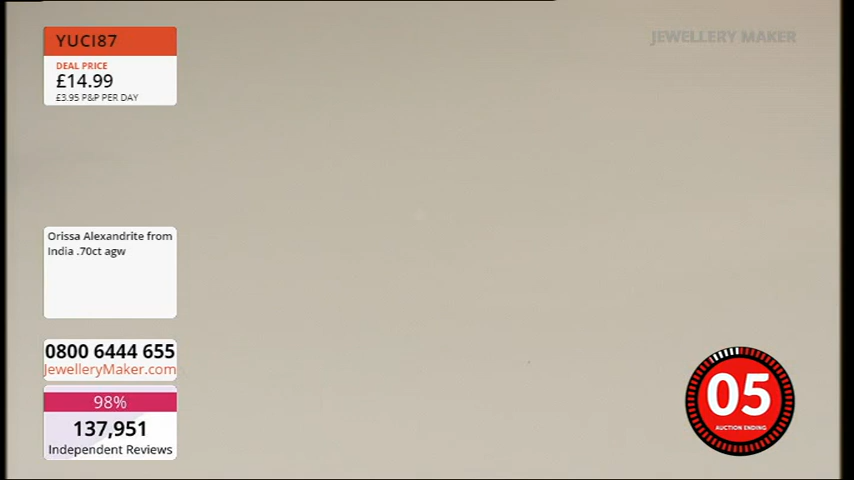 YUCI87
DEAL PRICE
£14.99
£3.95 P&P PER DAY
JEWELLERY MAKER
Orissa Alexandrite from
India .70ct agw
0800 6444 655
JewelleryMaker.com
98%
137,951
Independent Reviews
05
AUCTION ENDING